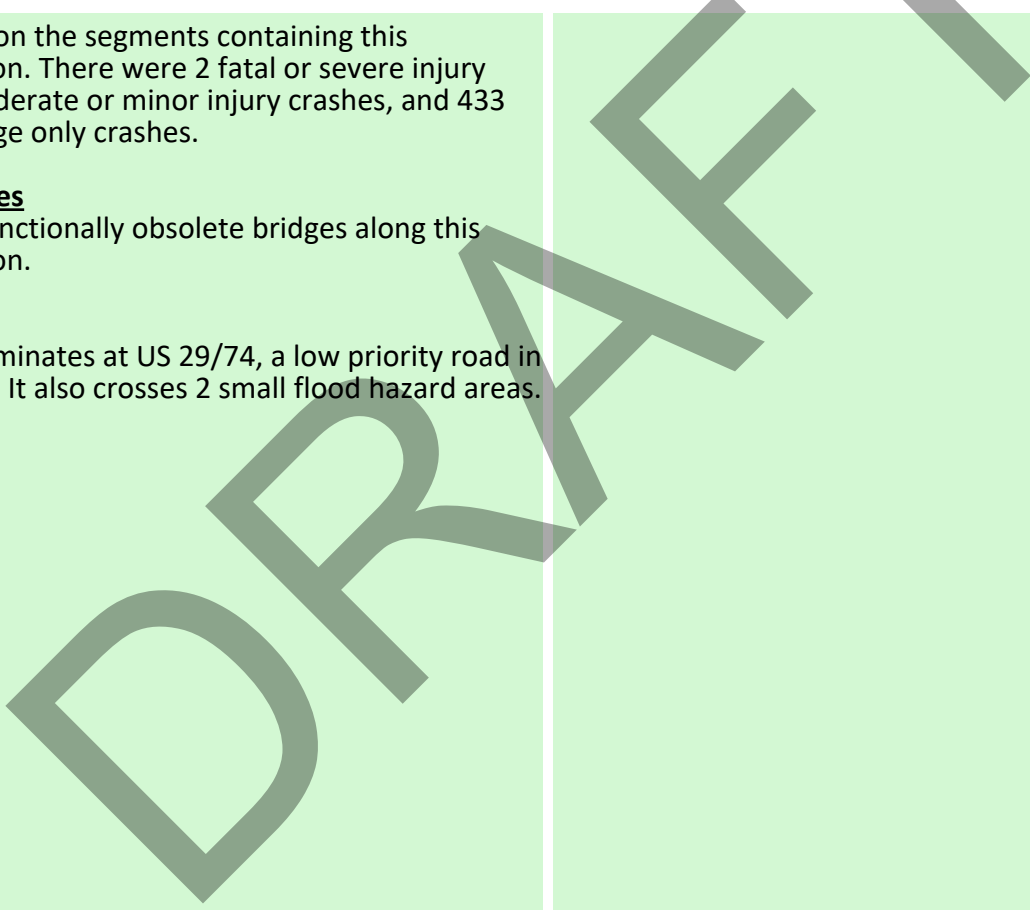 on the segments containing this
on. There were 2 fatal or severe injury
derate or minor injury crashes, and 433
ge only crashes.
es
nctionally obsolete bridges along this
on.
minates at US 29/74, a low priority road in
It also crosses 2 small flood hazard areas.
DRAFT